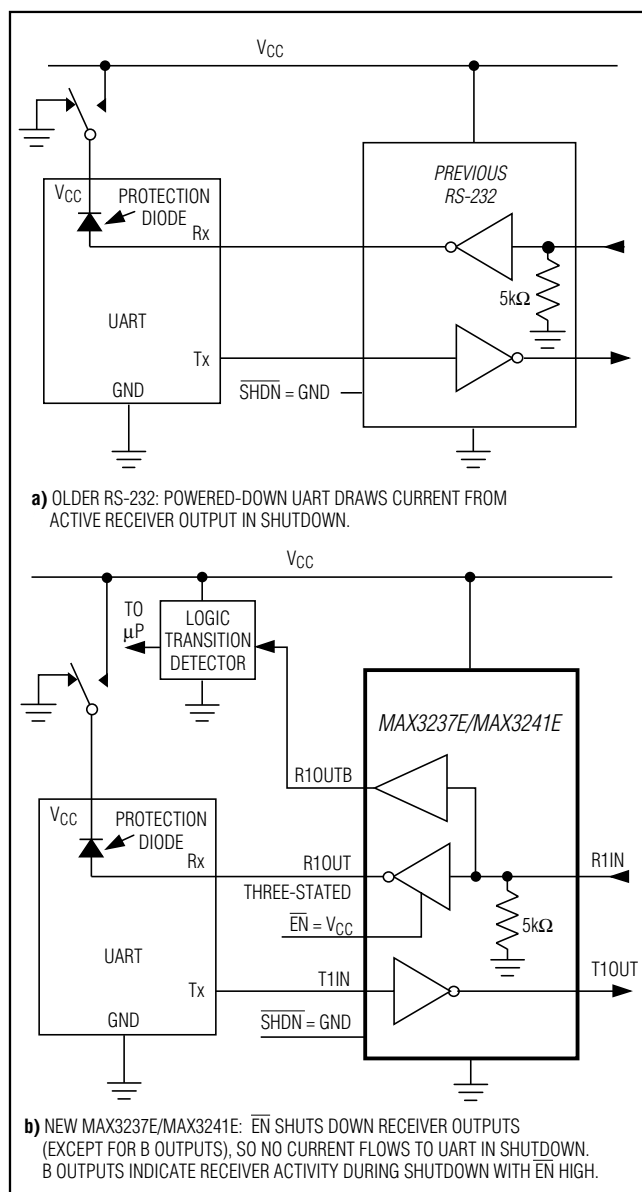 VCC
VCC
PROTECTION
DIODE
Rx
UART
Tx
GND
PREVIOUS
RS-232
5kΩ
SHDN = GND
a) OLDER RS-232: POWERED-DOWN UART DRAWS CURRENT FROM
ACTIVE RECEIVER OUTPUT IN SHUTDOWN.
VCC
TO
μP
LOGIC
TRANSITION
DETECTOR
MAX3237E/MAX3241E
R1OUTB
VCC
PROTECTION
DIODE
Rx
R1OUT
THREE-STATED
R1IN
EN = VCC
5kΩ
UART
Tx
T1IN
T1OUT
GND
SHDN = GND
b) NEW MAX3237E/MAX3241E: EN SHUTS DOWN RECEIVER OUTPUTS
(EXCEPT FOR B OUTPUTS), SO NO CURRENT FLOWS TO UART IN SHUTDOWN.
B OUTPUTS INDICATE RECEIVER ACTIVITY DURING SHUTDOWN WITH EN HIGH.